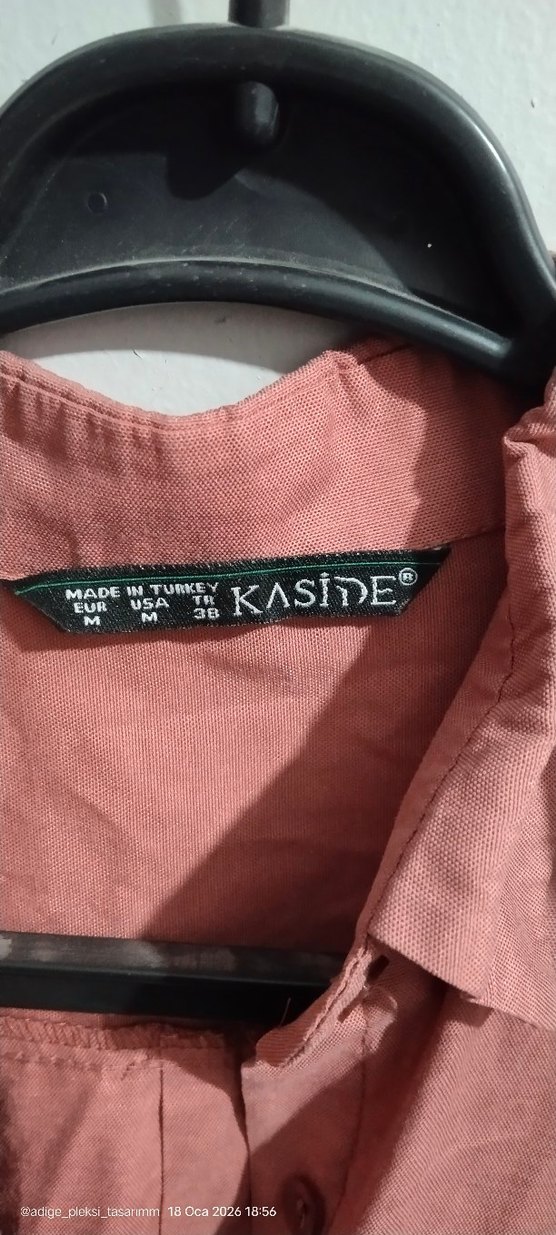 MADE IN TURKEY
EUR USA TR
M M 38
KASİDE®
@adige_pleksi_tasarımm 18 Oca 2026 18:56